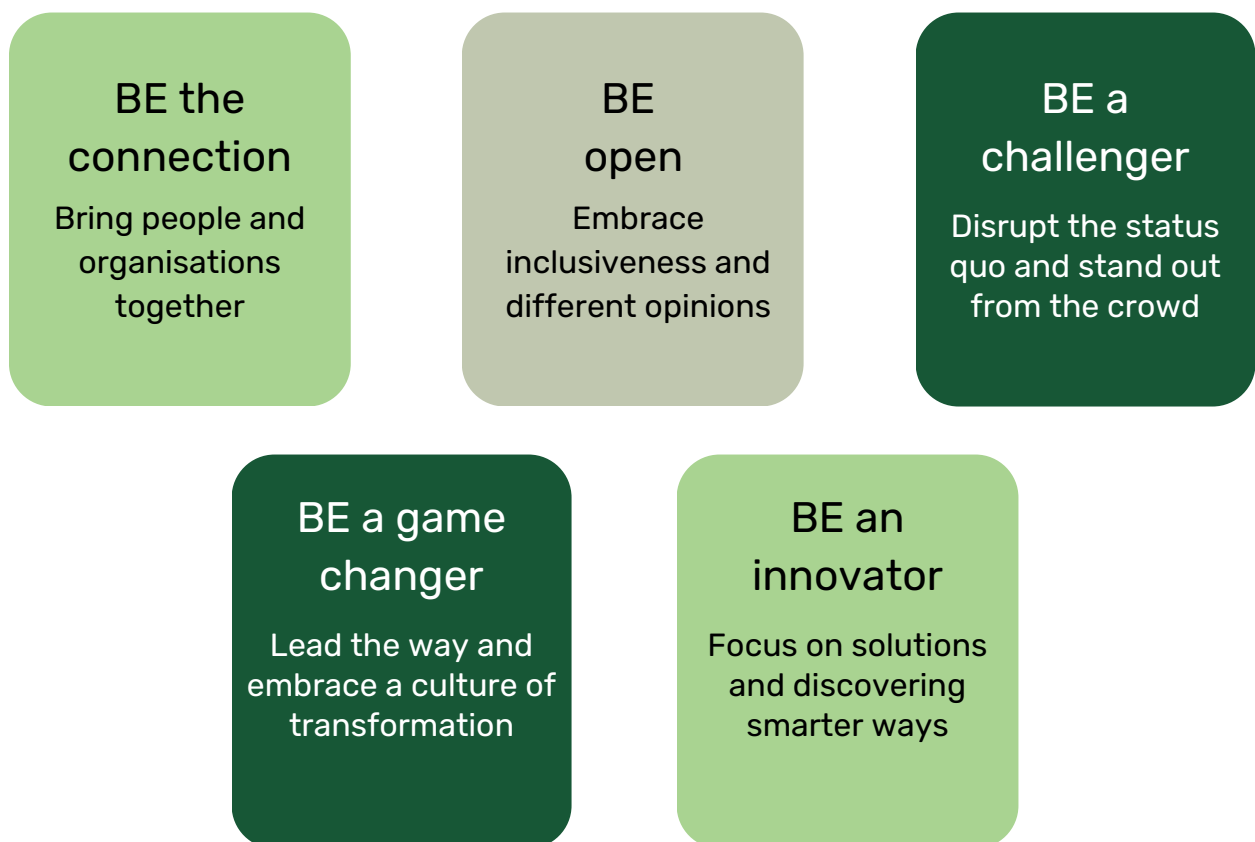 BE the
connection
Bring people and
organisations
together
BE
open
Embrace
inclusiveness and
different opinions
BE a
challenger
Disrupt the status
quo and stand out
from the crowd
BE a game
changer
Lead the way and
embrace a culture of
transformation
BE an
innovator
Focus on solutions
and discovering
smarter ways